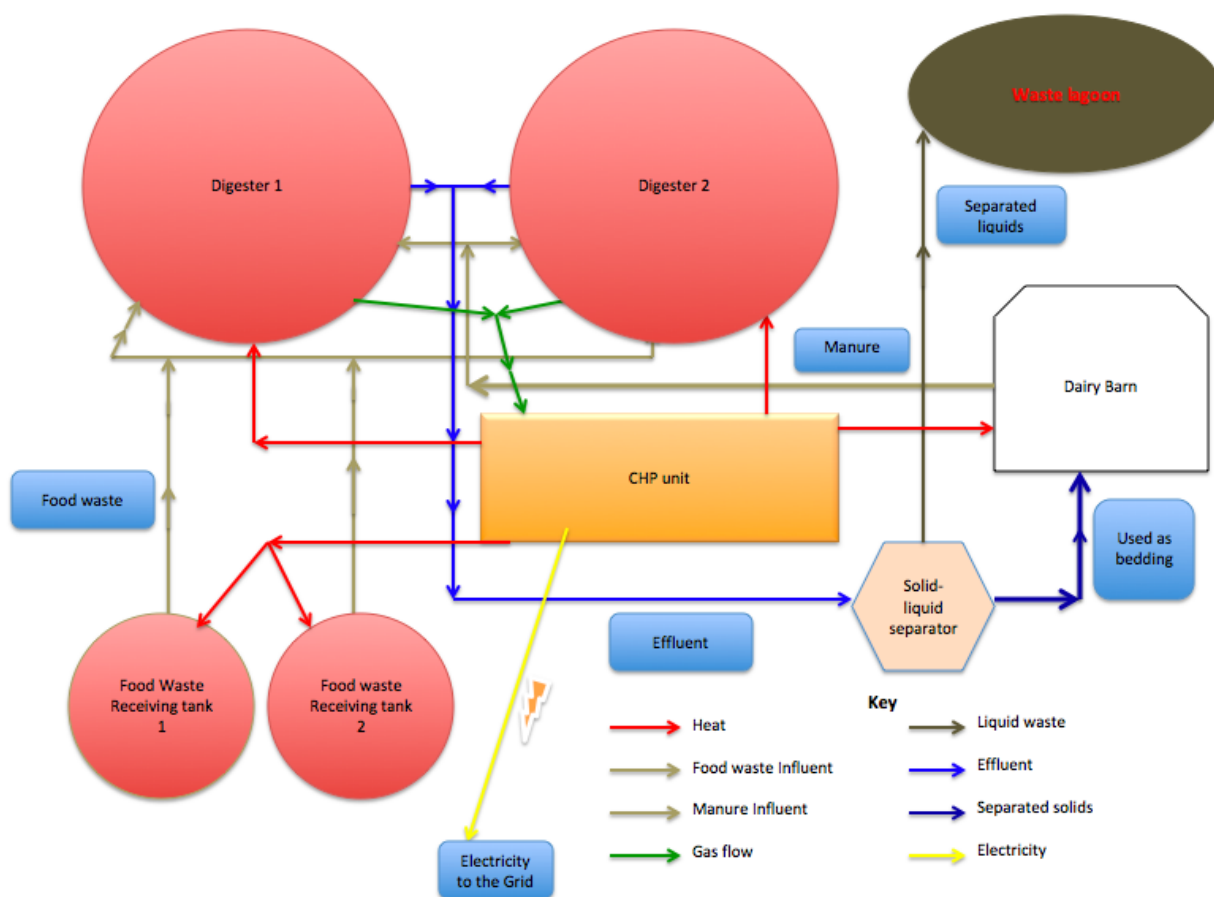 Waste lagoon
Digester 1
Digester 2
Separated
liquids
Manure
Dairy Barn
CHP unit
Food waste
Used as
bedding
Solid-
liquid
separator
Effluent
Food Waste
Receiving tank
1
Food waste
Receiving tank
2
Electricity
to the Grid
Key
Heat
Food waste Influent
Manure Influent
Gas flow
Liquid waste
Effluent
Separated solids
Electricity